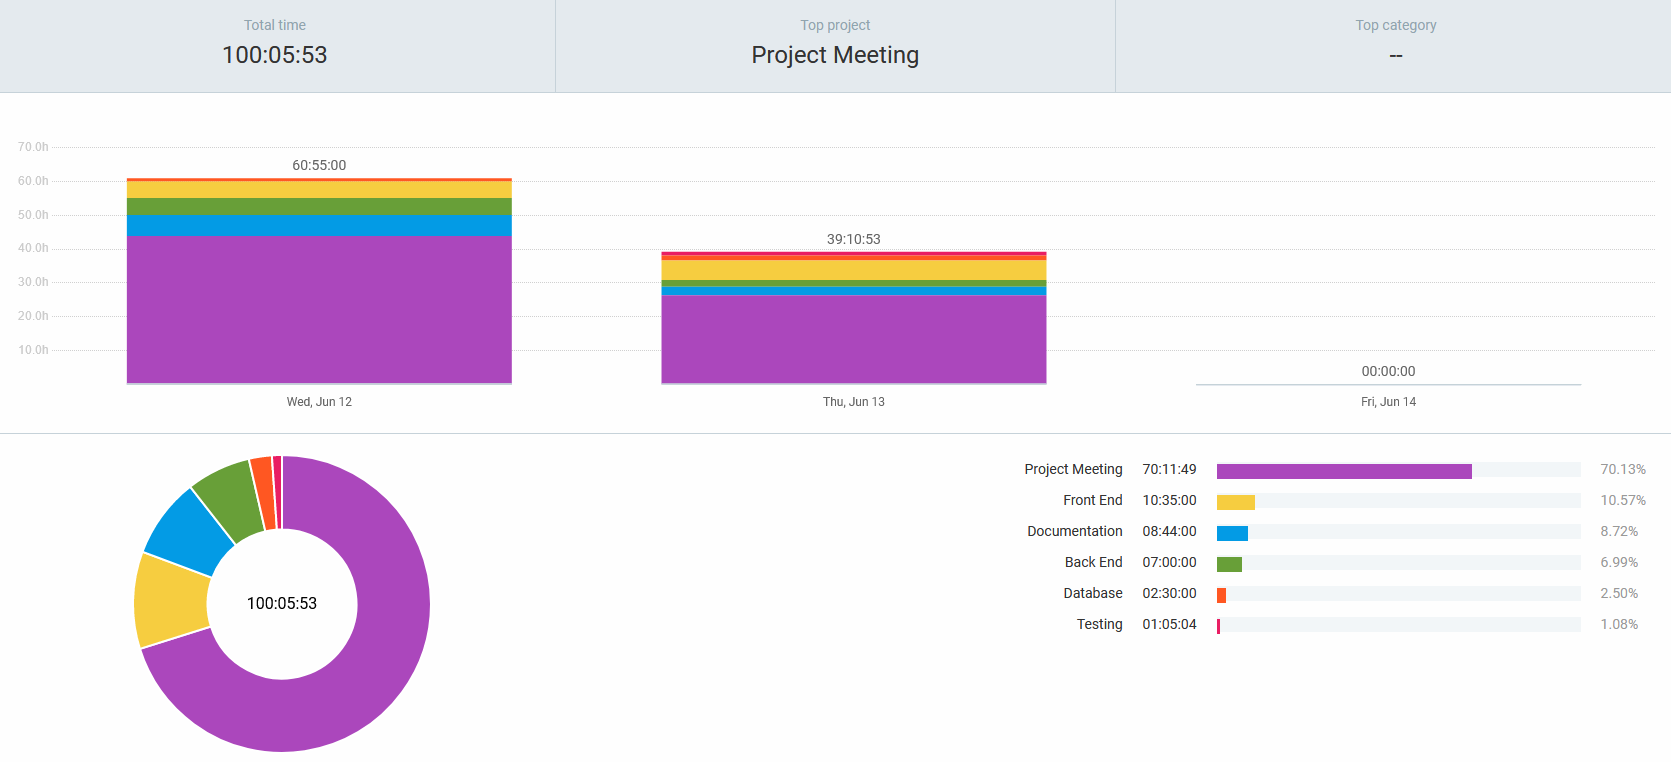 Total time
100:05:53
Top project
Project Meeting
Top category
--
70.0h
60.0h
50.0h
40.0h
30.0h
20.0h
10.0h
60:55:00
39:10:53
00:00:00
Wed, Jun 12
Thu, Jun 13
Fri, Jun 14
100:05:53
Project Meeting 70:11:49 70.13%
Front End 10:35:00 10.57%
Documentation 08:44:00 8.72%
Back End 07:00:00 6.99%
Database 02:30:00 2.50%
Testing 01:05:04 1.08%